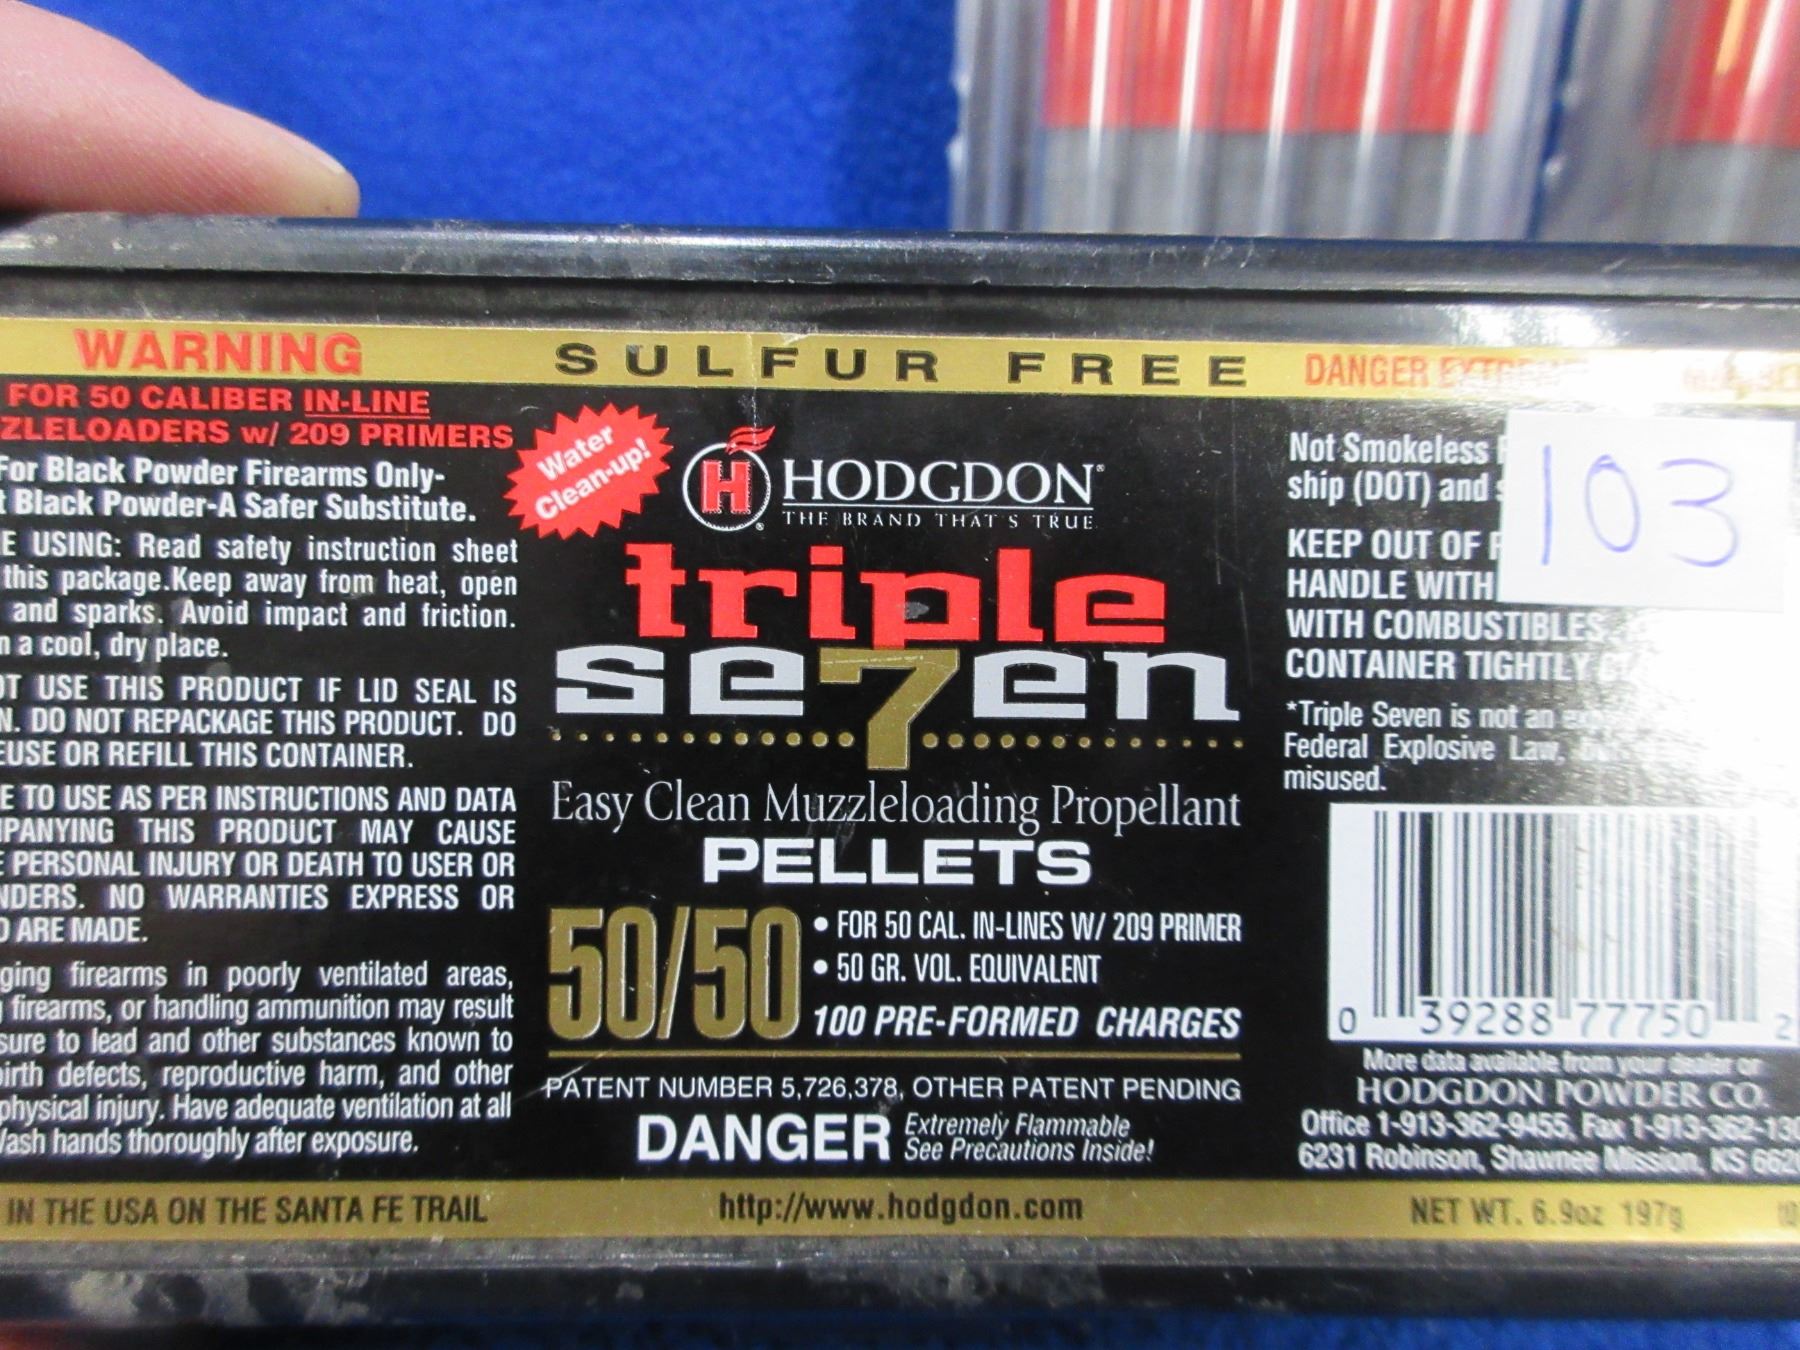 WARNING
FOR 50 CALIBER IN-LINE
ZLELOADERS w/ 209 PRIMERS
For Black Powder Firearms Only-
t Black Powder-A Safer Substitute.
E USING: Read safety instruction sheet
this package.Keep away from heat, open
and sparks. Avoid impact and friction.
n a cool, dry place.
OT USE THIS PRODUCT IF LID SEAL IS
N. DO NOT REPACKAGE THIS PRODUCT. DO
EUSE OR REFILL THIS CONTAINER.
E TO USE AS PER INSTRUCTIONS AND DATA
MPANYING THIS PRODUCT MAY CAUSE
E PERSONAL INJURY OR DEATH TO USER OR
NDERS. NO WARRANTIES EXPRESS OR
D ARE MADE.
ging firearms in poorly ventilated areas,
firearms, or handling ammunition may result
sure to lead and other substances known to
birth defects, reproductive harm, and other
physical injury. Have adequate ventilation at all
Wash hands thoroughly after exposure.
IN THE USA ON THE SANTA FE TRAIL
SULFUR FREE
Water
Clean-up!
H
HODGDON®
THE BRAND THAT'S TRUE
triple
se7en
Easy Clean Muzzleloading Propellant
PELLETS
50/50
• FOR 50 CAL. IN-LINES W/ 209 PRIMER
• 50 GR. VOL. EQUIVALENT
100 PRE-FORMED CHARGES
PATENT NUMBER 5,726,378, OTHER PATENT PENDING
DANGER
Extremely Flammable
See Precautions Inside!
http://www.hodgdon.com
DANGER
Not Smokeless
ship (DOT) and
103
KEEP OUT OF
HANDLE WITH
WITH COMBUSTIBLES
CONTAINER TIGHTLY
*Triple Seven is not an
Federal Explosive Law,
misused.
0 39288 77750 2
More data available from your dealer or
HODGDON POWDER CO.
Office 1-913-362-9455, Fax 1-913-362-130
6231 Robinson, Shawnee Mission, KS 662
NET WT. 6.9oz 197g